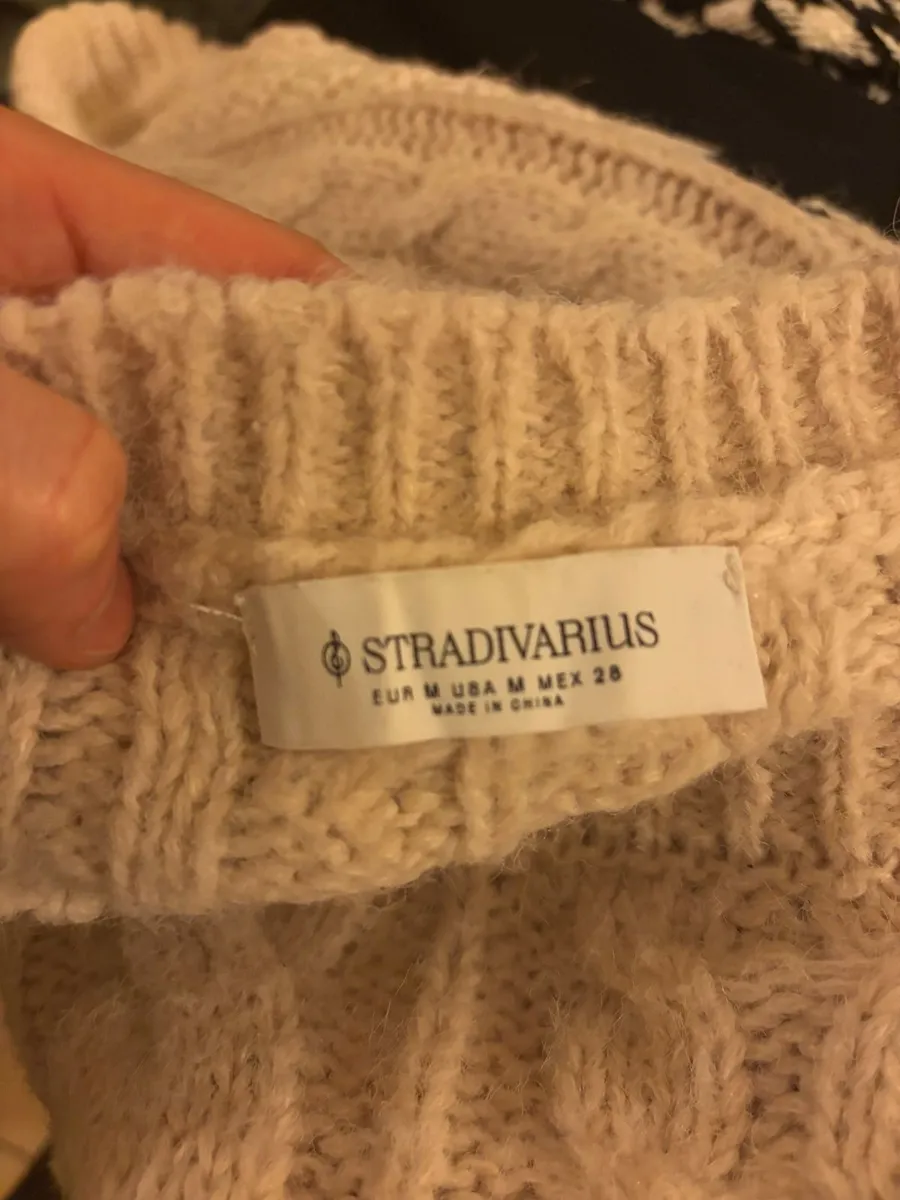 STRADIVARIUS
EUR M USA M MEX 28
MADE IN CHINA